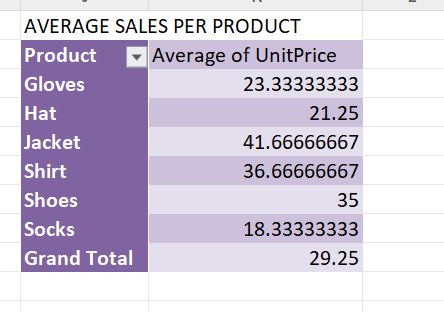 AVERAGE SALES PER PRODUCT
Product Average of UnitPrice
Gloves 23.33333333
Hat 21.25
Jacket 41.66666667
Shirt 36.66666667
Shoes 35
Socks 18.33333333
Grand Total 29.25